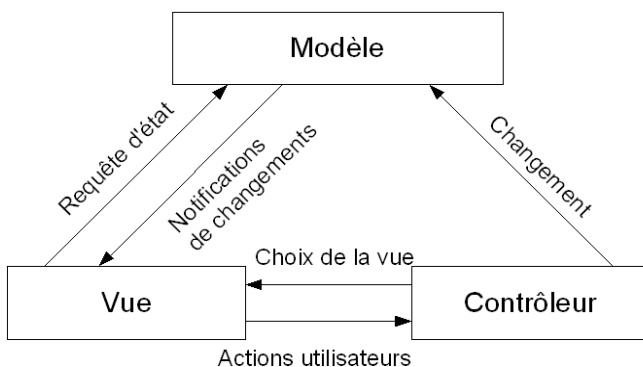 Modèle
Requête d'état
Notifications
de changements
Changement
Choix de la vue
Vue
Contrôleur
Actions utilisateurs